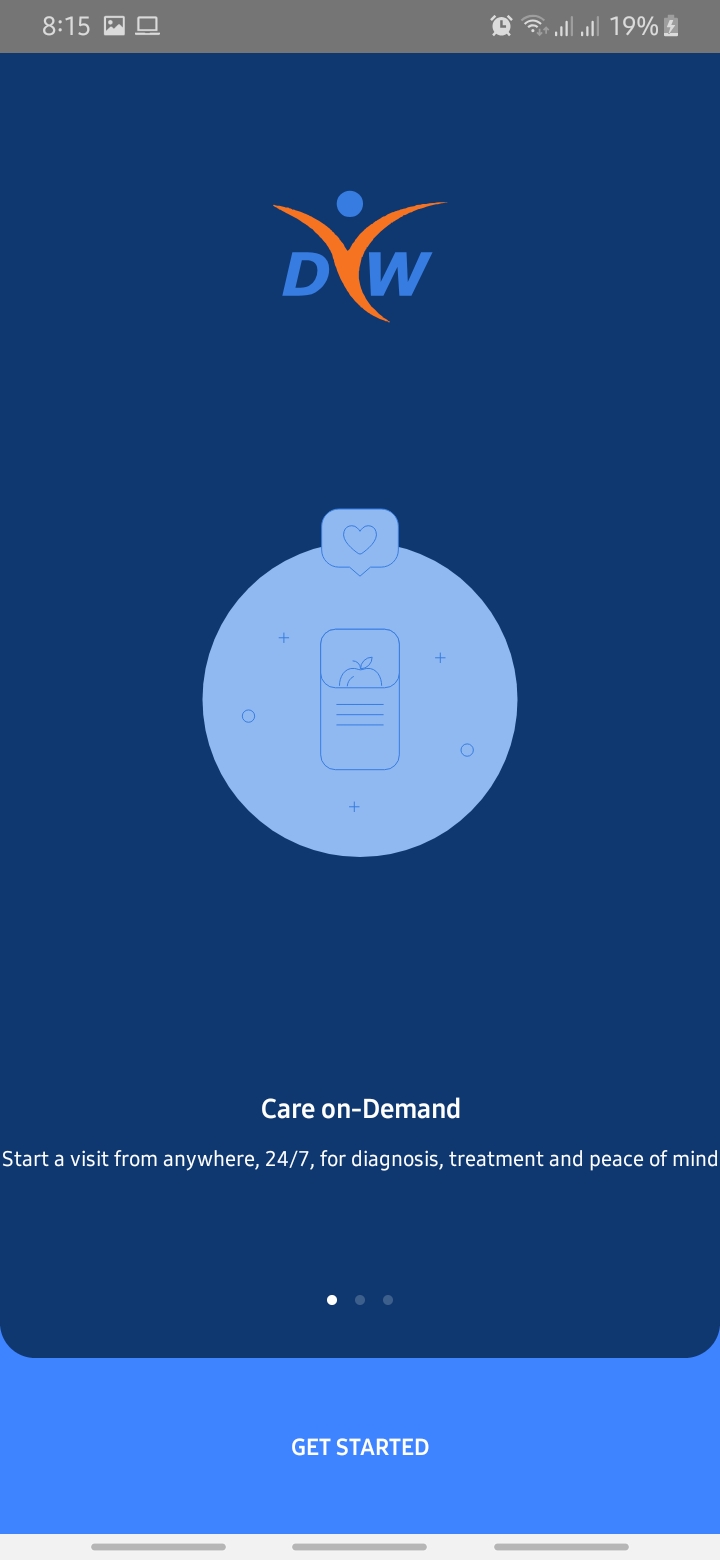 8:15
19%
DYW
Care on-Demand
Start a visit from anywhere, 24/7, for diagnosis, treatment and peace of mind
GET STARTED